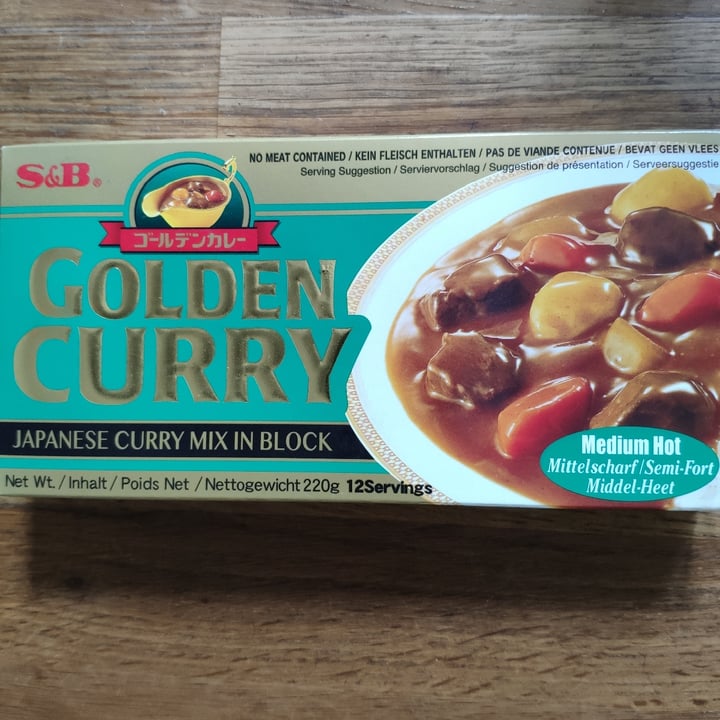 S&B®
NO MEAT CONTAINED / KEIN FLEISCH ENTHALTEN / PAS DE VIANDE CONTENUE / BEVAT GEEN VLEES
Serving Suggestion / Serviervorschlag / Suggestion de présentation / Serveersuggestie
ゴールデンカレー
GOLDEN
CURRY
JAPANESE CURRY MIX IN BLOCK
Medium Hot
Mittelscharf/Semi-Fort
Middel-Heet
Net Wt. / Inhalt / Poids Net / Nettogewicht 220g 12Servings